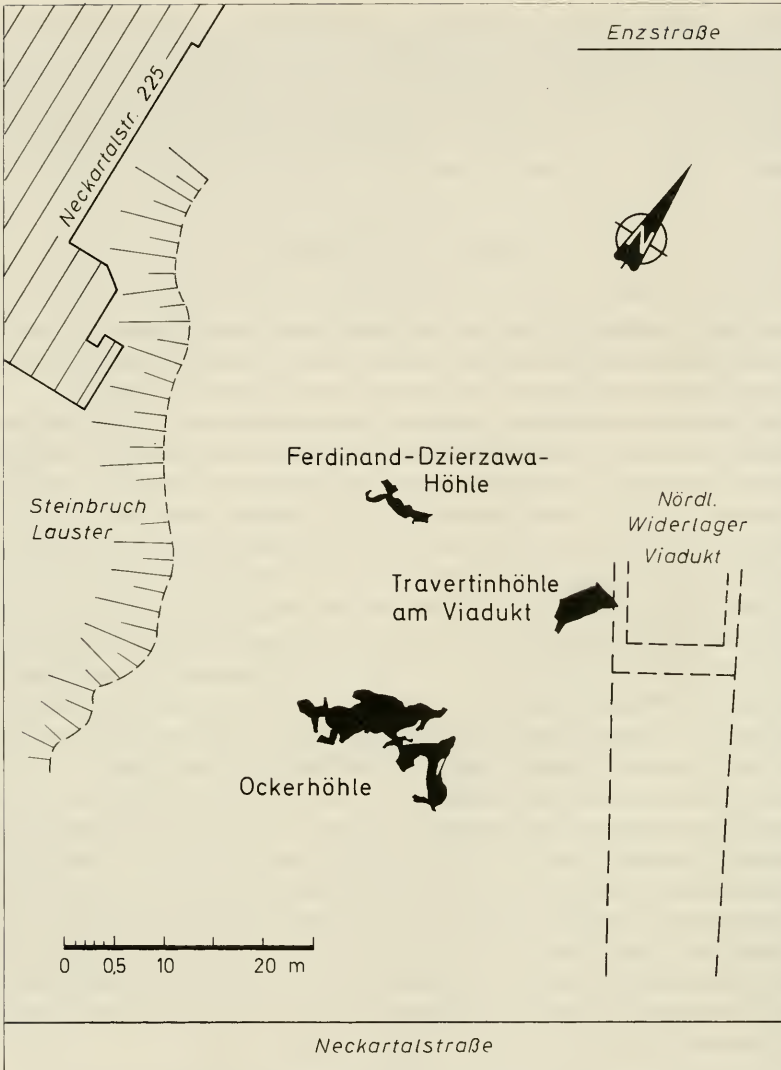 Enzstraße
Neckartalstr. 225
N
Ferdinand-Dzierzawa-
Höhle
Steinbruch
Lauster
Nördl.
Widerlager
Viadukt
Travertinhöhle
am Viadukt
Ockerhöhle
0 0,5 10 20 m
Neckartalstraße